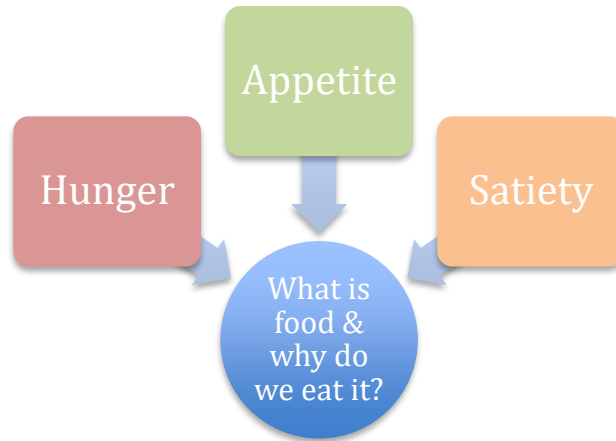 Appetite
Hunger
Satiety
What is
food &
why do
we eat it?